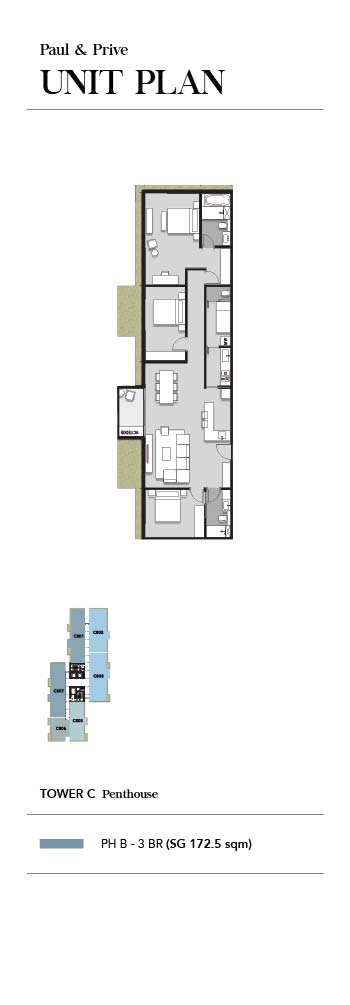 Paul & Prive
UNIT PLAN
C801
C802
C803
C807
C805
C806
TOWER C Penthouse
PH B - 3 BR (SG 172.5 sqm)